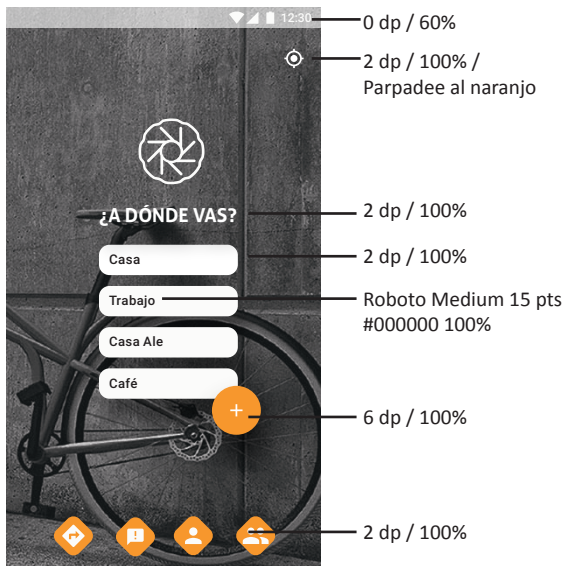 12:30
0 dp / 60%
2 dp / 100% /
Parpadee al naranjo
¿A DÓNDE VAS?
2 dp / 100%
Casa
2 dp / 100%
Trabajo
Roboto Medium 15 pts
#000000 100%
Casa Ale
Café
+
6 dp / 100%
2 dp / 100%